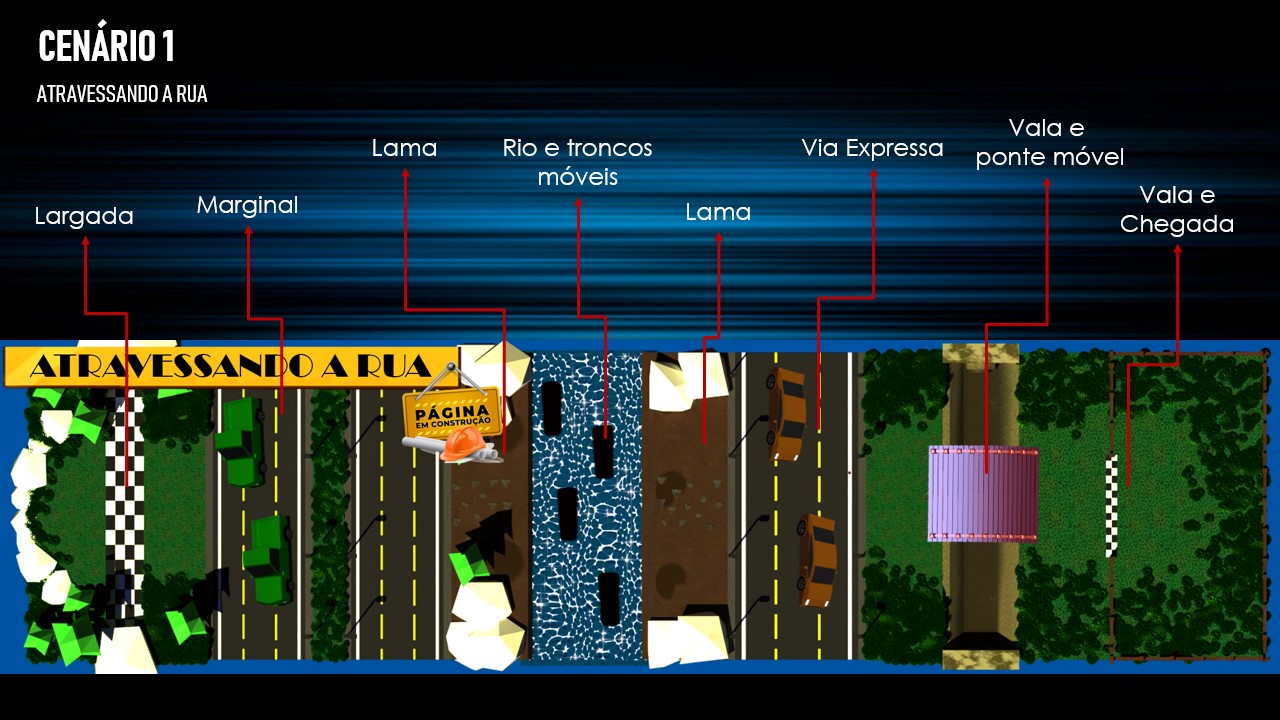 CENÁRIO 1
ATRAVESSANDO A RUA
Largada
Marginal
Lama
Rio e troncos
móveis
Lama
Via Expressa
Vala e
ponte móvel
Vala e
Chegada
ATRAVESSANDO A RUA
PÁGINA
EM CONSTRUÇÃO